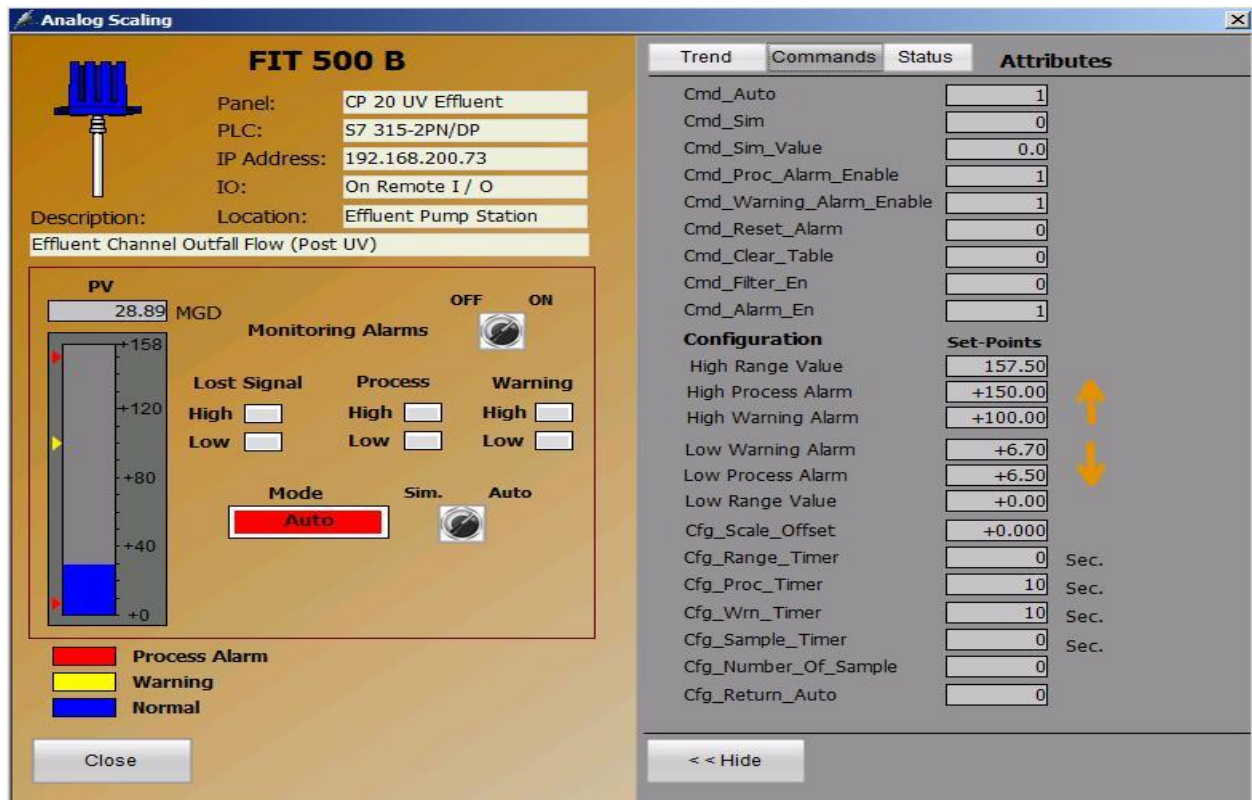 Analog Scaling
FIT 500 B
Panel: CP 20 UV Effluent
PLC: S7 315-2PN/DP
IP Address: 192.168.200.73
IO: On Remote I / O
Description: Location: Effluent Pump Station
Effluent Channel Outfall Flow (Post UV)
PV
28.89 MGD
OFF ON
Monitoring Alarms
+158
+120
+80
+40
+0
Lost Signal Process Warning
High High High
Low Low Low
Mode Sim. Auto
Auto
Process Alarm
Warning
Normal
Close
Trend Commands Status Attributes
Cmd_Auto 1
Cmd_Sim 0
Cmd_Sim_Value 0.0
Cmd_Proc_Alarm_Enable 1
Cmd_Warning_Alarm_Enable 1
Cmd_Reset_Alarm 0
Cmd_Clear_Table 0
Cmd_Filter_En 0
Cmd_Alarm_En 1
Configuration Set-Points
High Range Value 157.50
High Process Alarm +150.00
High Warning Alarm +100.00
Low Warning Alarm +6.70
Low Process Alarm +6.50
Low Range Value +0.00
Cfg_Scale_Offset +0.000
Cfg_Range_Timer 0 Sec.
Cfg_Proc_Timer 10 Sec.
Cfg_Wrn_Timer 10 Sec.
Cfg_Sample_Timer 0 Sec.
Cfg_Number_Of_Sample 0
Cfg_Return_Auto 0
< < Hide